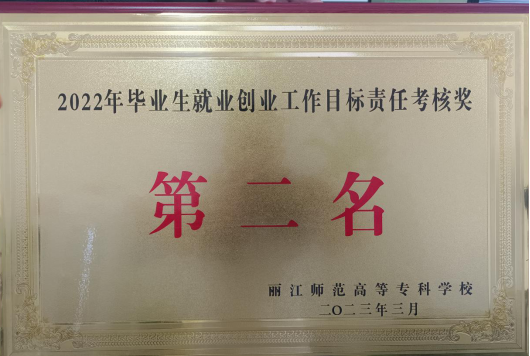 2022年毕业生就业创业工作目标责任考核奖
第二名
丽江师范高等专科学校
二〇二三年三月